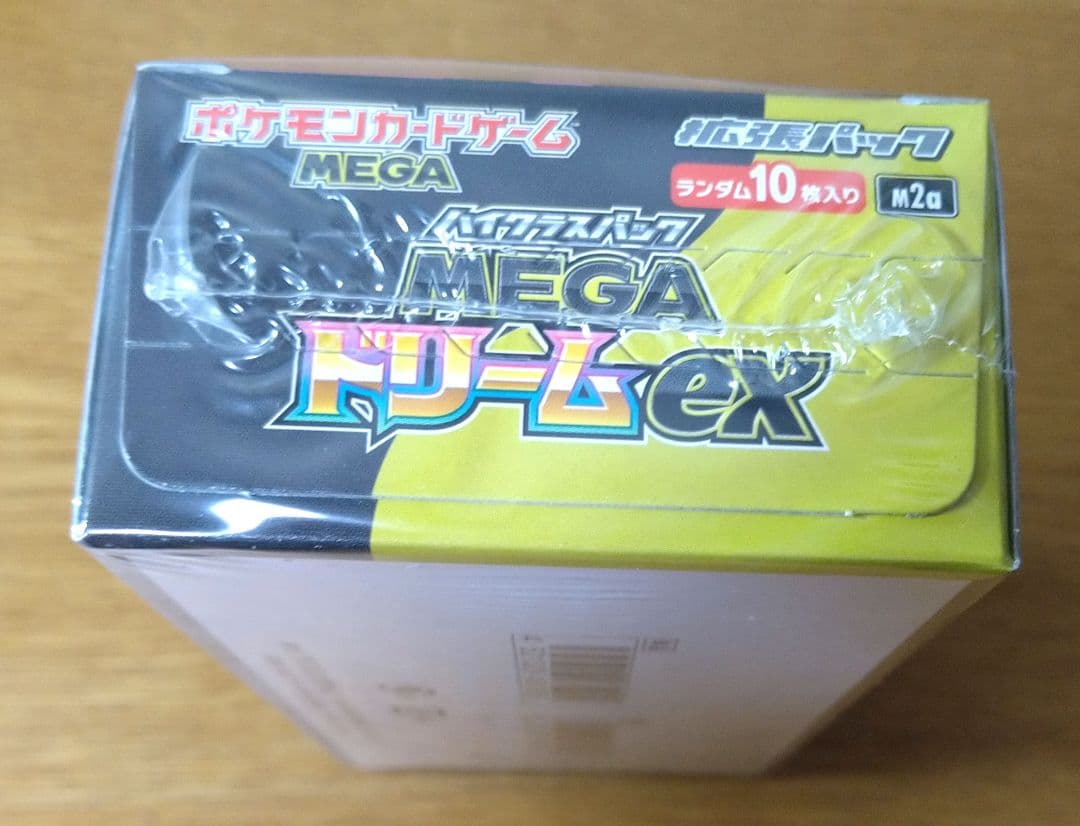 ポケモンカードゲーム
MEGA
拡張パック
ランダム10枚入り
M2a
ハイクラスパック
MEGA
ドリームex